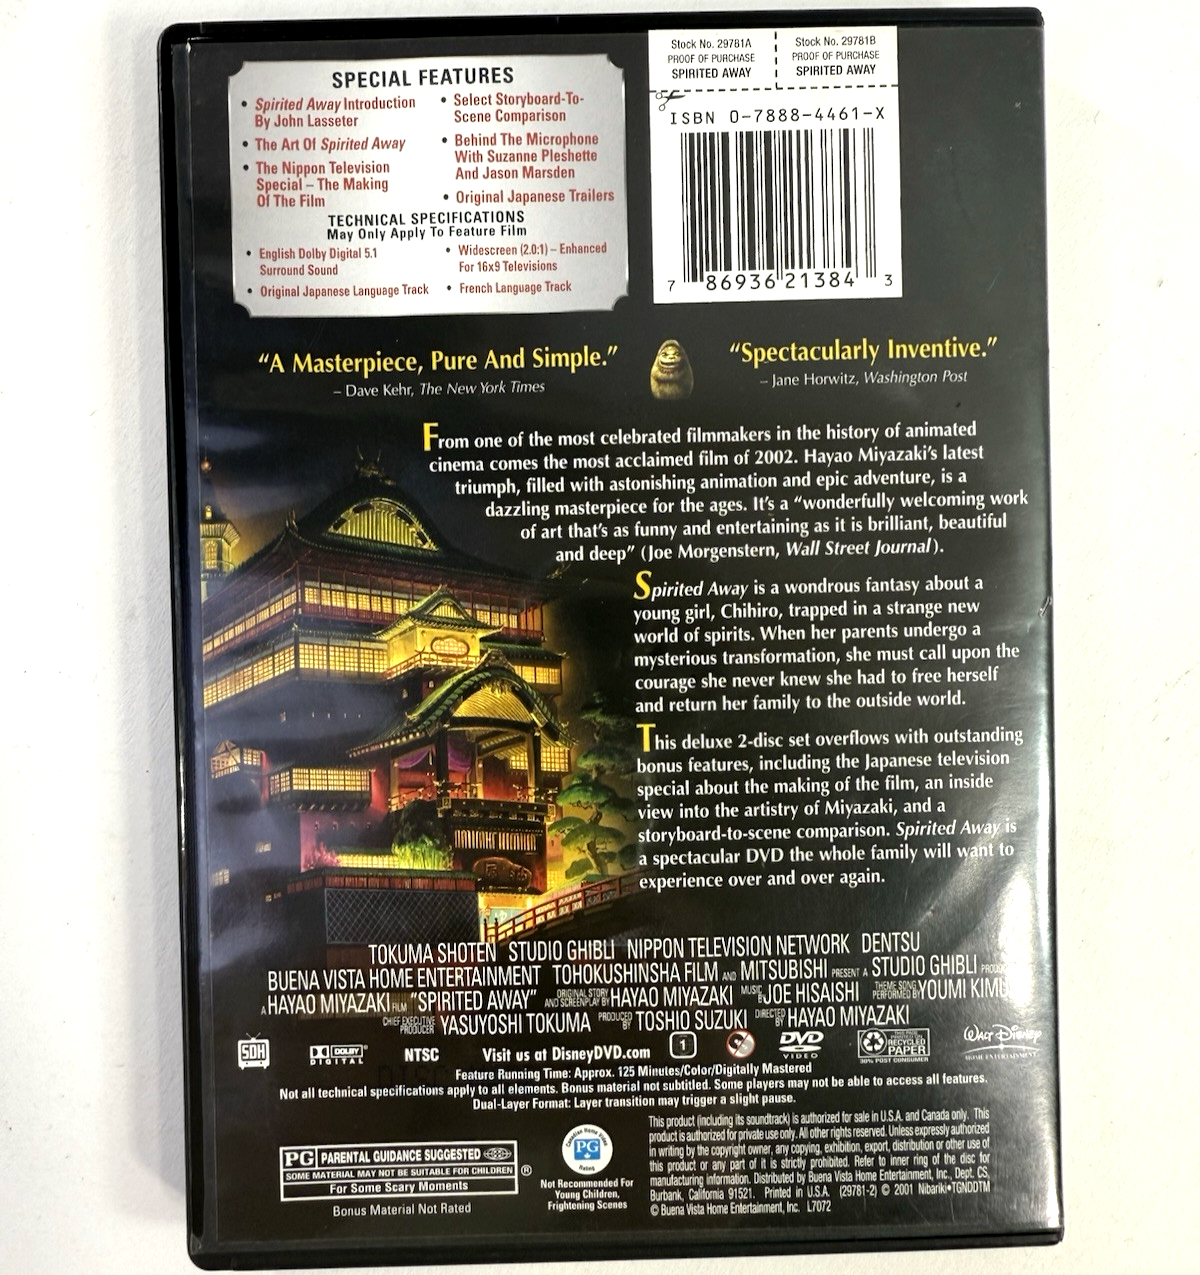 SPECIAL FEATURES
• Spirited Away Introduction
By John Lasseter
• The Art Of Spirited Away
• The Nippon Television
Special – The Making
Of The Film
• Select Storyboard-To-
Scene Comparison
• Behind The Microphone
With Suzanne Pleshette
And Jason Marsden
• Original Japanese Trailers
TECHNICAL SPECIFICATIONS
May Only Apply To Feature Film
• English Dolby Digital 5.1
Surround Sound
• Original Japanese Language Track
• Widescreen (2.0:1) – Enhanced
For 16x9 Televisions
• French Language Track
Stock No. 29781A
PROOF OF PURCHASE
SPIRITED AWAY
Stock No. 29781B
PROOF OF PURCHASE
SPIRITED AWAY
ISBN 0-7888-4461-X
7 86936 21384 3
“A Masterpiece, Pure And Simple.”
– Dave Kehr, The New York Times
“Spectacularly Inventive.”
– Jane Horwitz, Washington Post
From one of the most celebrated filmmakers in the history of animated
cinema comes the most acclaimed film of 2002. Hayao Miyazaki's latest
triumph, filled with astonishing animation and epic adventure, is a
dazzling masterpiece for the ages. It's a “wonderfully welcoming work
of art that's as funny and entertaining as it is brilliant, beautiful
and deep” (Joe Morgenstern, Wall Street Journal).
Spirited Away is a wondrous fantasy about a
young girl, Chihiro, trapped in a strange new
world of spirits. When her parents undergo a
mysterious transformation, she must call upon the
courage she never knew she had to free herself
and return her family to the outside world.
This deluxe 2-disc set overflows with outstanding
bonus features, including the Japanese television
special about the making of the film, an inside
view into the artistry of Miyazaki, and a
storyboard-to-scene comparison. Spirited Away is
a spectacular DVD the whole family will want to
experience over and over again.
TOKUMA SHOTEN STUDIO GHIBLI NIPPON TELEVISION NETWORK DENTSU
BUENA VISTA HOME ENTERTAINMENT TOHOKUSHINSHA FILM AND MITSUBISHI PRESENT A STUDIO GHIBLI
A HAYAO MIYAZAKI FILM “SPIRITED AWAY” ORIGINAL STORY AND SCREENPLAY BY HAYAO MIYAZAKI MUSIC BY JOE HISAISHI THEME SONG PERFORMED BY YOUMI KIMU
CHIEF EXECUTIVE PRODUCER YASUYOSHI TOKUMA PRODUCED BY TOSHIO SUZUKI DIRECTED BY HAYAO MIYAZAKI
SDH
DOLBY DIGITAL
NTSC
Visit us at DisneyDVD.com
1
DVD VIDEO
RECYCLED PAPER
30% POST CONSUMER
Walt Disney
HOME ENTERTAINMENT
Feature Running Time: Approx. 125 Minutes/Color/Digitally Mastered
Not all technical specifications apply to all elements. Bonus material not subtitled. Some players may not be able to access all features.
Dual-Layer Format: Layer transition may trigger a slight pause.
PG PARENTAL GUIDANCE SUGGESTED
SOME MATERIAL MAY NOT BE SUITABLE FOR CHILDREN ®
For Some Scary Moments
Bonus Material Not Rated
Canadian Home Video
PG
Rated
Not Recommended For
Young Children,
Frightening Scenes
This product (including its soundtrack) is authorized for sale in U.S.A. and Canada only. This
product is authorized for private use only. All other rights reserved. Unless expressly authorized
in writing by the copyright owner, any copying, exhibition, export, distribution or other use of
this product or any part of it is strictly prohibited. Refer to inner ring of the disc for
manufacturing information. Distributed by Buena Vista Home Entertainment, Inc., Dept. CS,
Burbank, California 91521. Printed in U.S.A. (29781-2) © 2001 Nibariki•TGNDDTM
© Buena Vista Home Entertainment, Inc. L7072